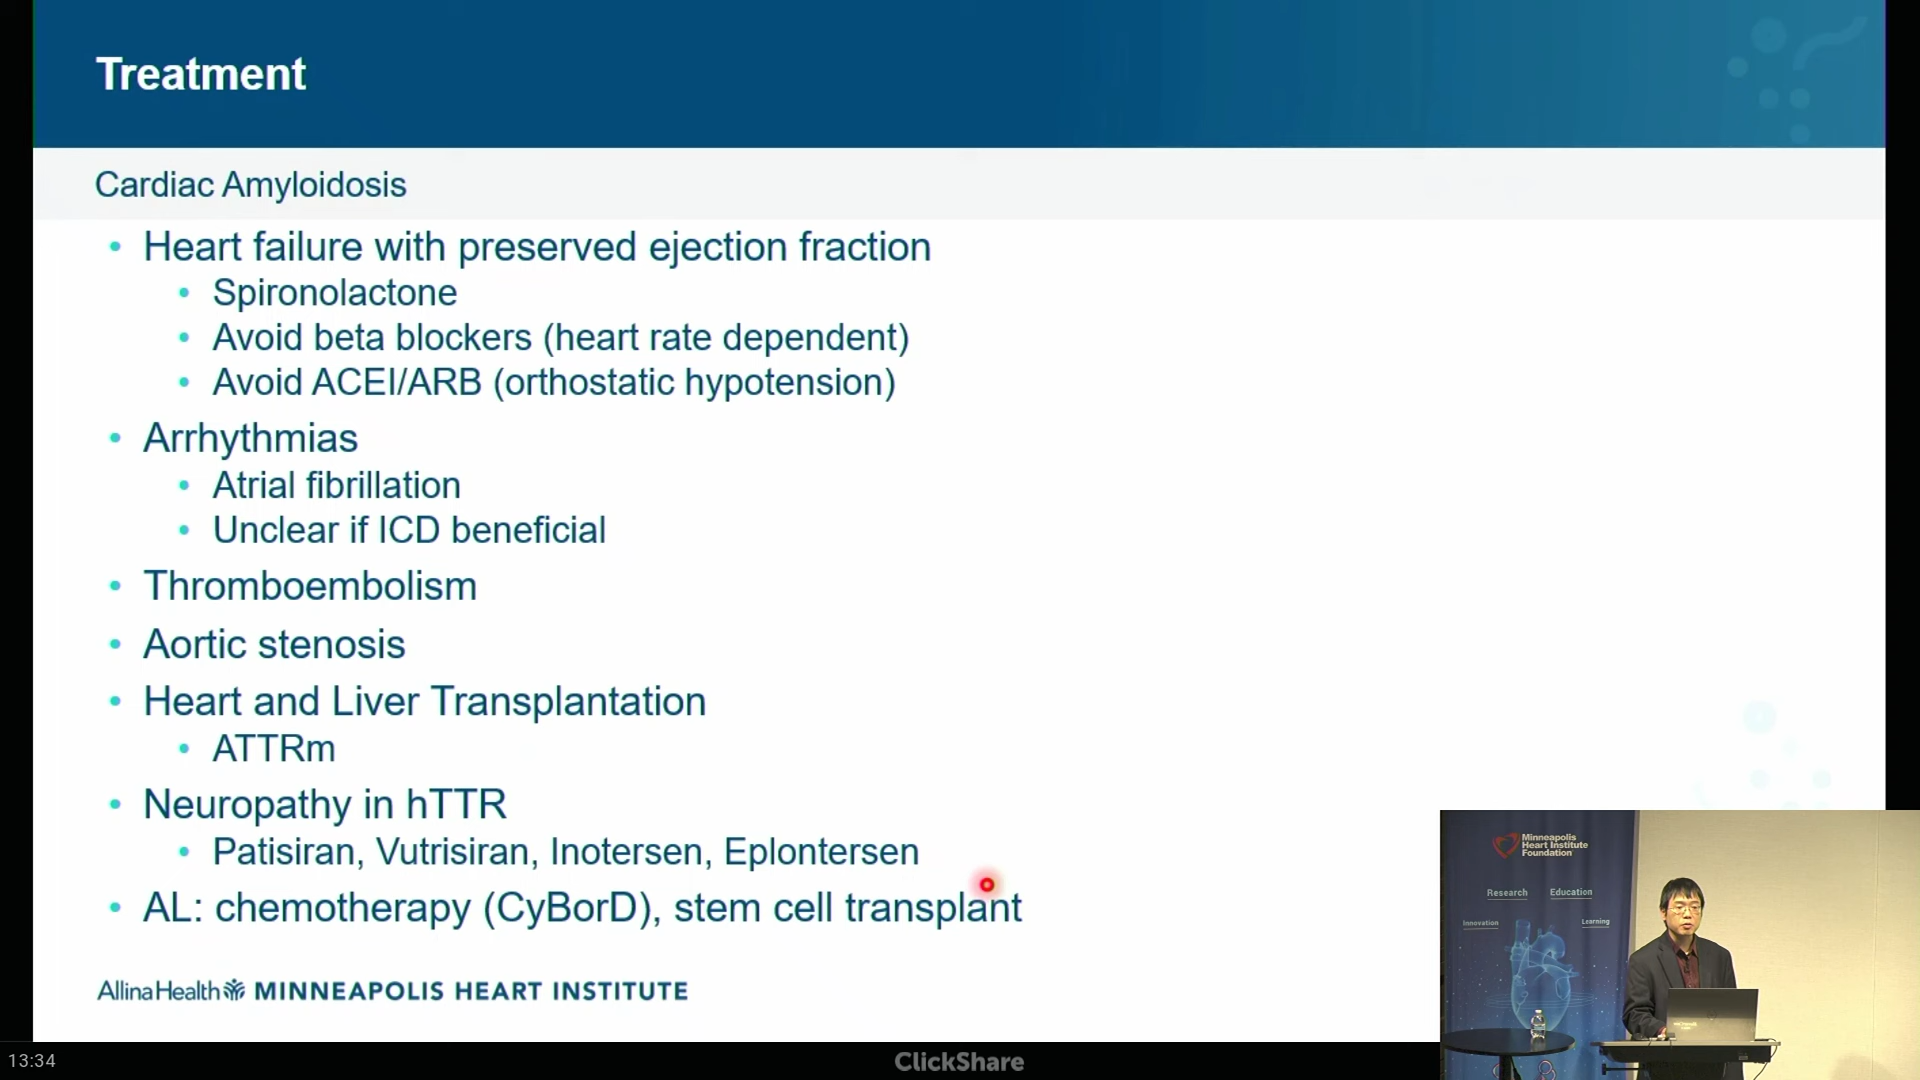 Treatment
Cardiac Amyloidosis
• Heart failure with preserved ejection fraction
• Spironolactone
• Avoid beta blockers (heart rate dependent)
• Avoid ACEI/ARB (orthostatic hypotension)
• Arrhythmias
• Atrial fibrillation
• Unclear if ICD beneficial
• Thromboembolism
• Aortic stenosis
• Heart and Liver Transplantation
• ATTRm
• Neuropathy in hTTR
• Patisiran, Vutrisiran, Inotersen, Eplontersen
• AL: chemotherapy (CyBorD), stem cell transplant
AllinaHealth MINNEAPOLIS HEART INSTITUTE
13:34
ClickShare
Minneapolis
Heart Institute
Foundation
Research Education
Innovation Learning